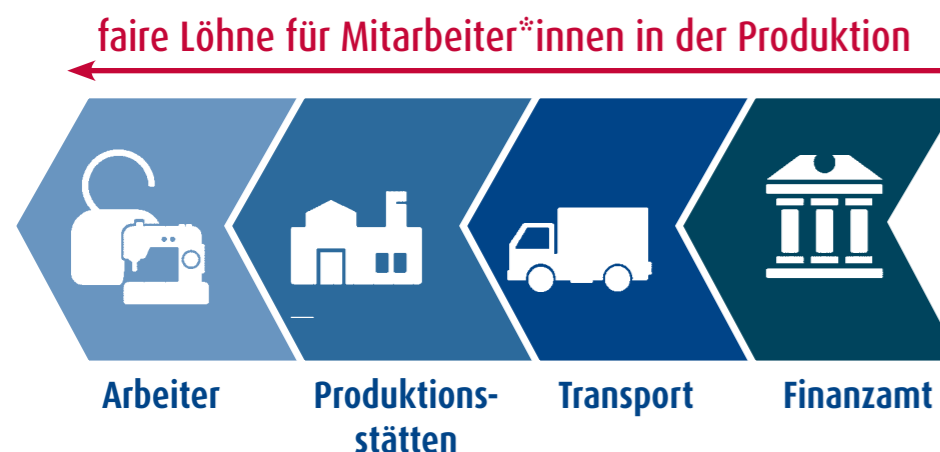 faire Löhne für Mitarbeiter*innen in der Produktion
Arbeiter
Produktions-
stätten
Transport
Finanzamt